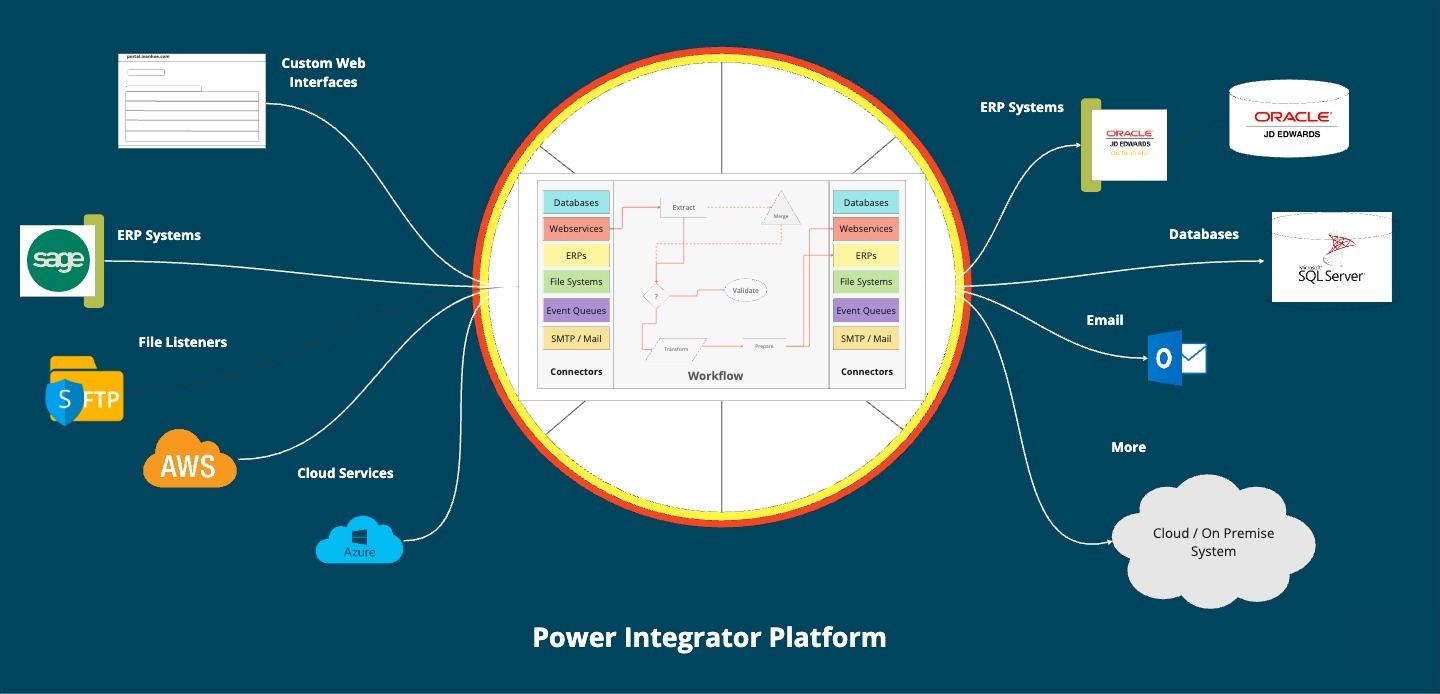 portal.ivanhoe.com
Custom Web
Interfaces
sage
ERP Systems
File Listeners
SFTP
AWS
Cloud Services
Azure
Databases
Webservices
ERPs
File Systems
Event Queues
SMTP / Mail
Connectors
Extract
Merge
?
Validate
Transform
Prepare
Workflow
Databases
Webservices
ERPs
File Systems
Event Queues
SMTP / Mail
Connectors
ERP Systems
ORACLE
JD EDWARDS
Orchestrator
ORACLE
JD EDWARDS
Databases
Microsoft
SQL Server
Email
O
More
Cloud / On Premise
System
Power Integrator Platform